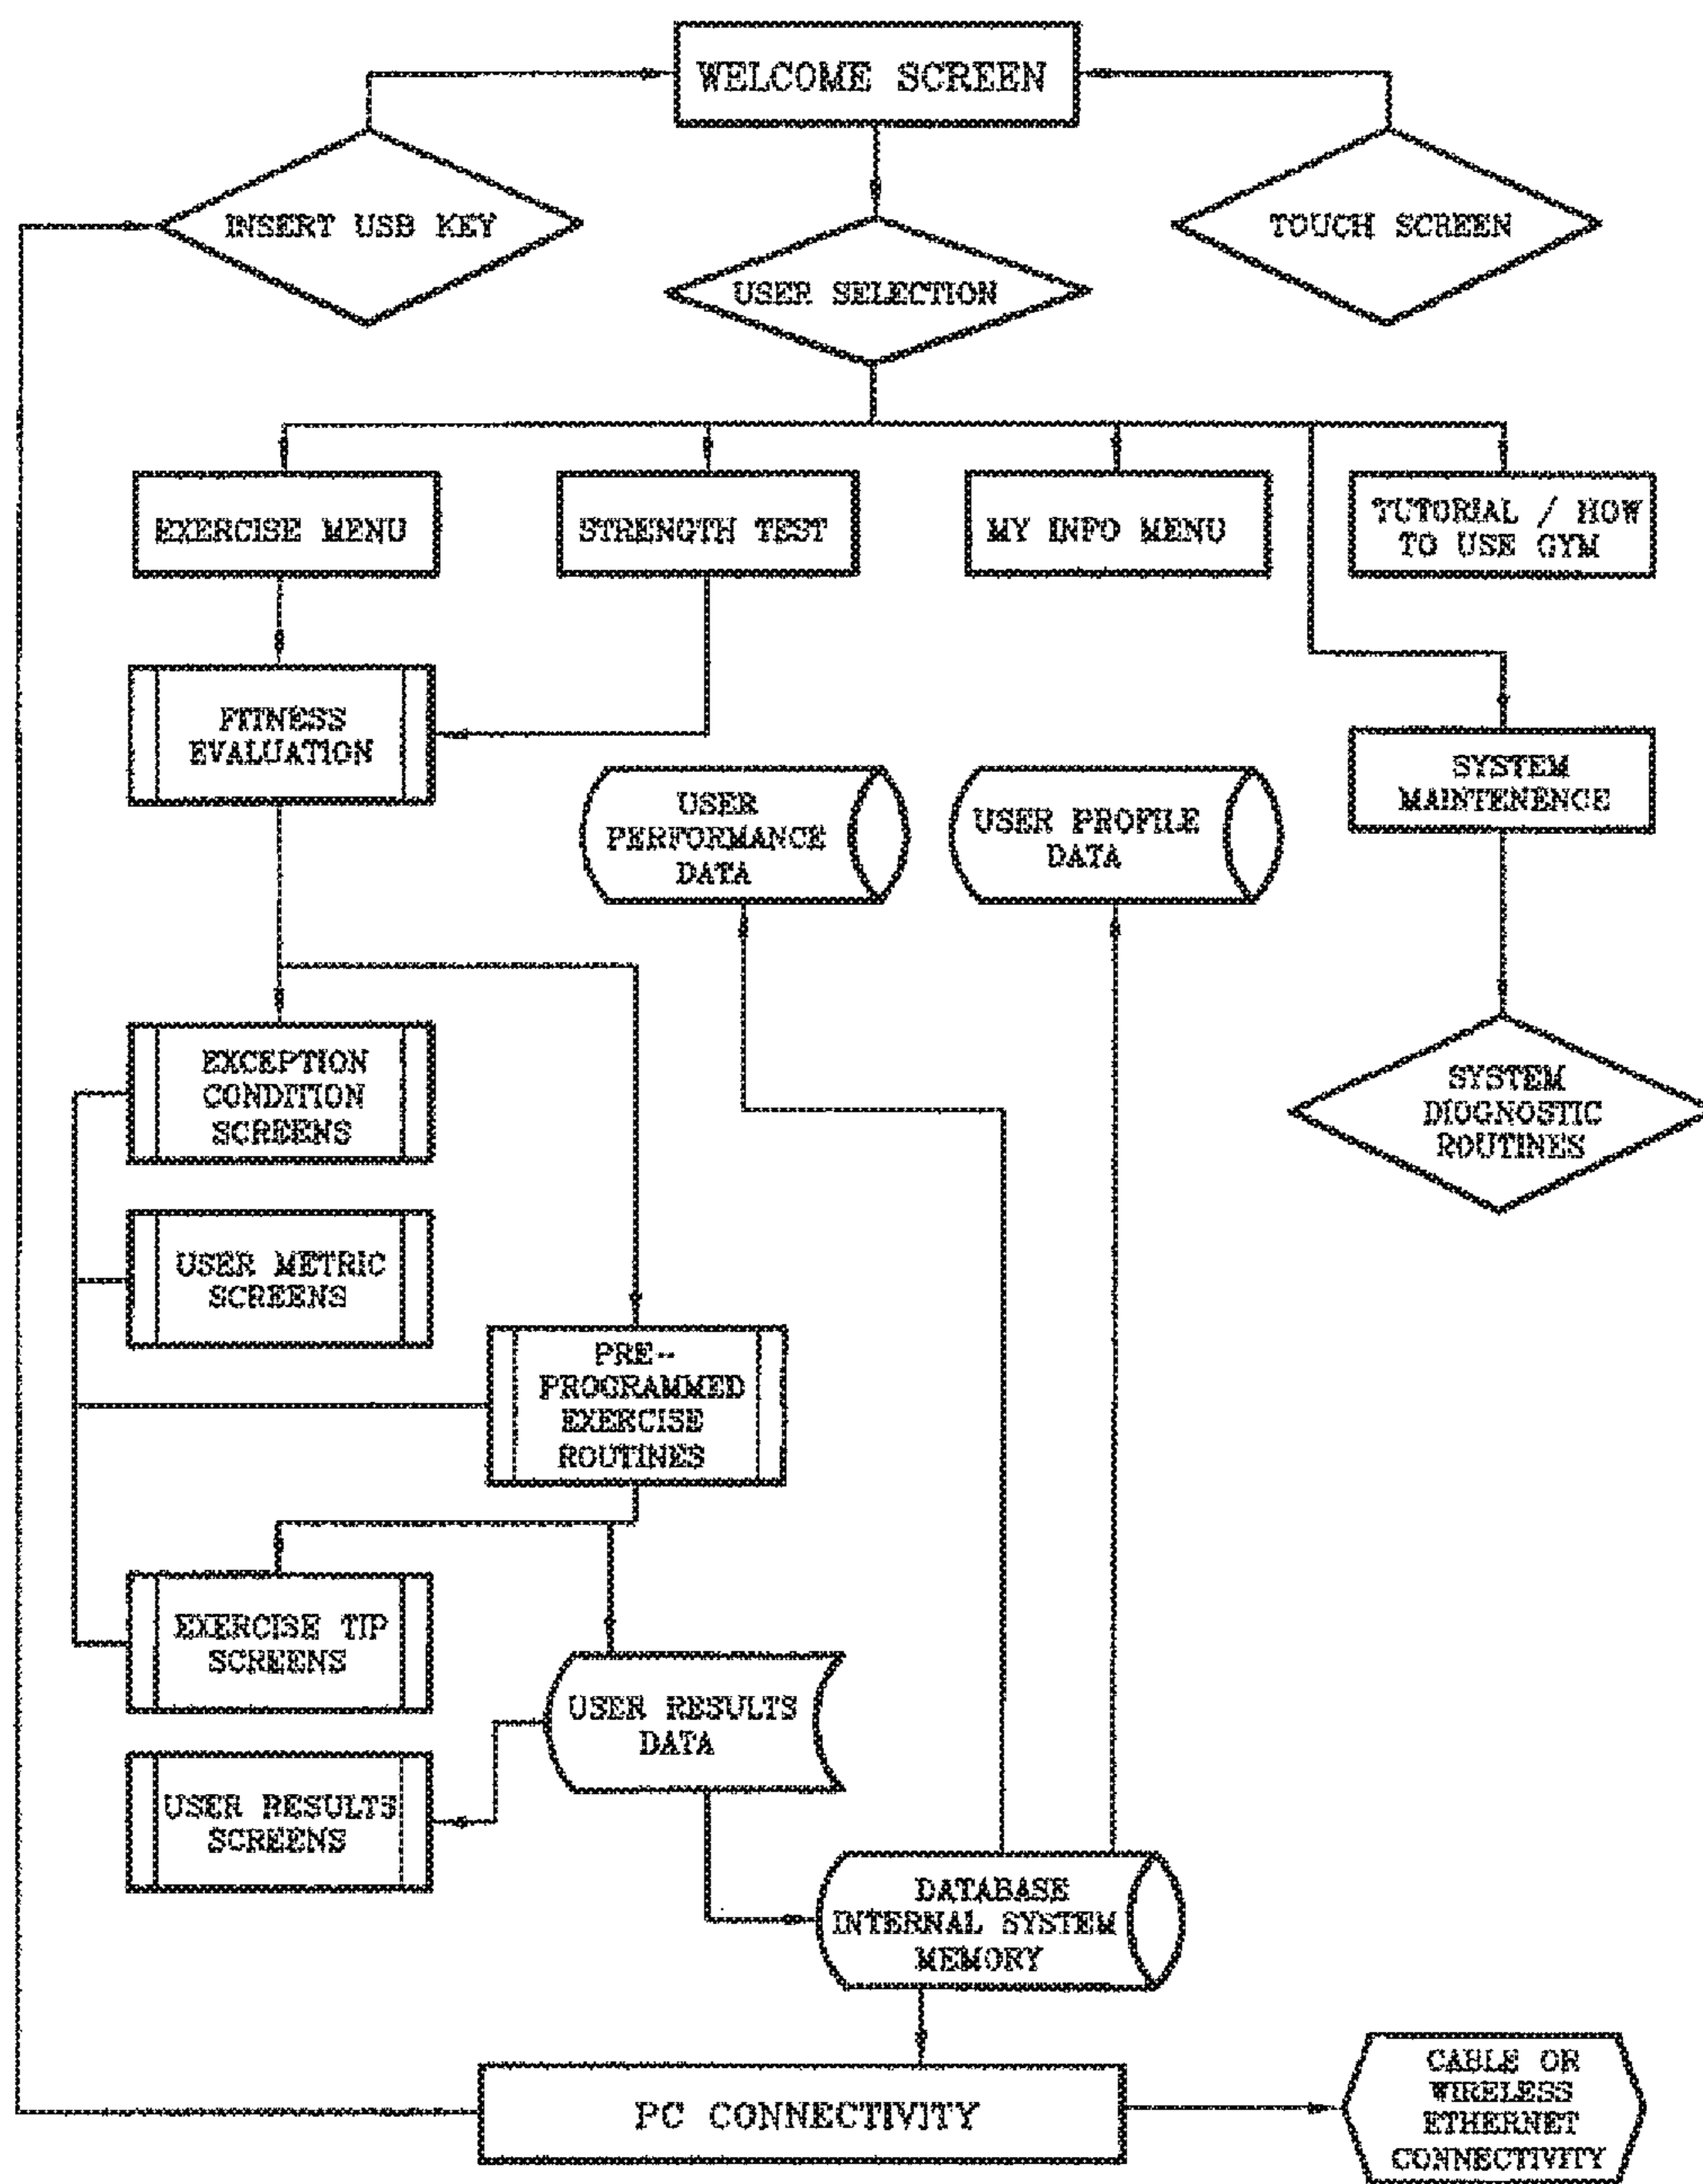 WELCOME SCREEN
INSERT USB KEY
TOUCH SCREEN
USER SELECTION
EXERCISE MENU
STRENGTH TEST
MY INFO MENU
TUTORIAL / HOW
TO USE GYM
FITNESS
EVALUATION
USER
PERFORMANCE
DATA
USER PROFILE
DATA
SYSTEM
MAINTENENCE
EXCEPTION
CONDITION
SCREENS
SYSTEM
DIOGNOSTIC
ROUTINES
USER METRIC
SCREENS
PRE-
PROGRAMMED
EXERCISE
ROUTINES
EXERCISE TIP
SCREENS
USER RESULTS
DATA
USER RESULTS
SCREENS
DATABASE
INTERNAL SYSTEM
MEMORY
PC CONNECTIVITY
CABLE OR
WIRELESS
ETHERNET
CONNECTIVITY